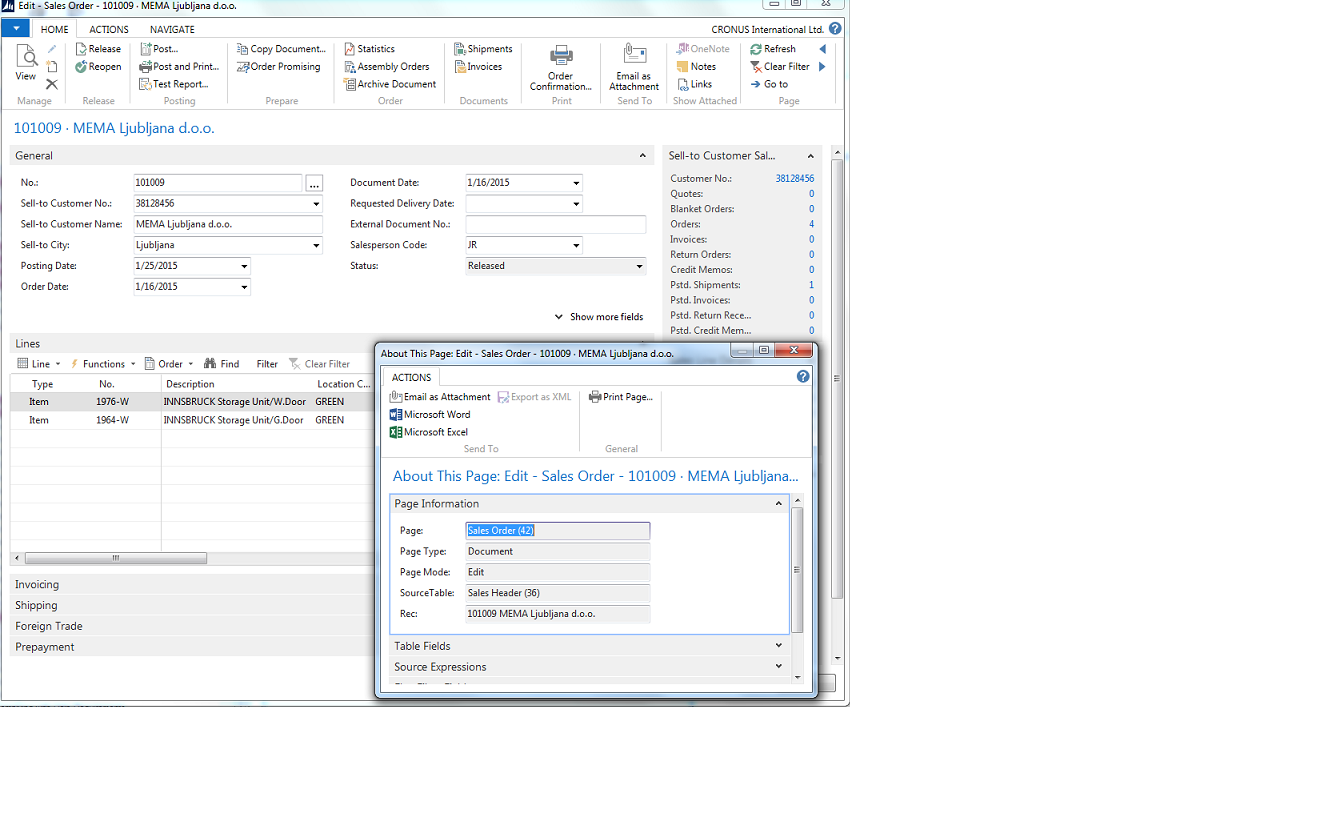 Edit - Sales Order - 101009 · MEMA Ljubljana d.o.o.
HOME ACTIONS NAVIGATE CRONUS International Ltd.
View
Manage
Release
Reopen
Release
Post...
Post and Print...
Test Report...
Posting
Copy Document...
Order Promising
Prepare
Statistics
Assembly Orders
Archive Document
Order
Shipments
Invoices
Documents
Order Confirmation...
Print
Email as Attachment
Send To
OneNote
Notes
Links
Show Attached
Refresh
Clear Filter
Go to
Page
101009 · MEMA Ljubljana d.o.o.
General
No.: 101009 ...
Sell-to Customer No.: 38128456
Sell-to Customer Name: MEMA Ljubljana d.o.o.
Sell-to City: Ljubljana
Posting Date: 1/25/2015
Order Date: 1/16/2015
Document Date: 1/16/2015
Requested Delivery Date:
External Document No.:
Salesperson Code: JR
Status: Released
Show more fields
Sell-to Customer Sal...
Customer No.: 38128456
Quotes: 0
Blanket Orders: 0
Orders: 4
Invoices: 0
Return Orders: 0
Credit Memos: 0
Pstd. Shipments: 1
Pstd. Invoices: 0
Pstd. Return Rece... 0
Pstd. Credit Mem... 0
Lines
Line Functions Order Find Filter Clear Filter
Type No. Description Location C...
Item 1976-W INNSBRUCK Storage Unit/W.Door GREEN
Item 1964-W INNSBRUCK Storage Unit/G.Door GREEN
Invoicing
Shipping
Foreign Trade
Prepayment
About This Page: Edit - Sales Order - 101009 · MEMA Ljubljana d.o.o.
ACTIONS
Email as Attachment Export as XML
Microsoft Word
Microsoft Excel
Send To
Print Page...
General
About This Page: Edit - Sales Order - 101009 · MEMA Ljubljana...
Page Information
Page: Sales Order (42)
Page Type: Document
Page Mode: Edit
SourceTable: Sales Header (36)
Rec: 101009 MEMA Ljubljana d.o.o.
Table Fields
Source Expressions